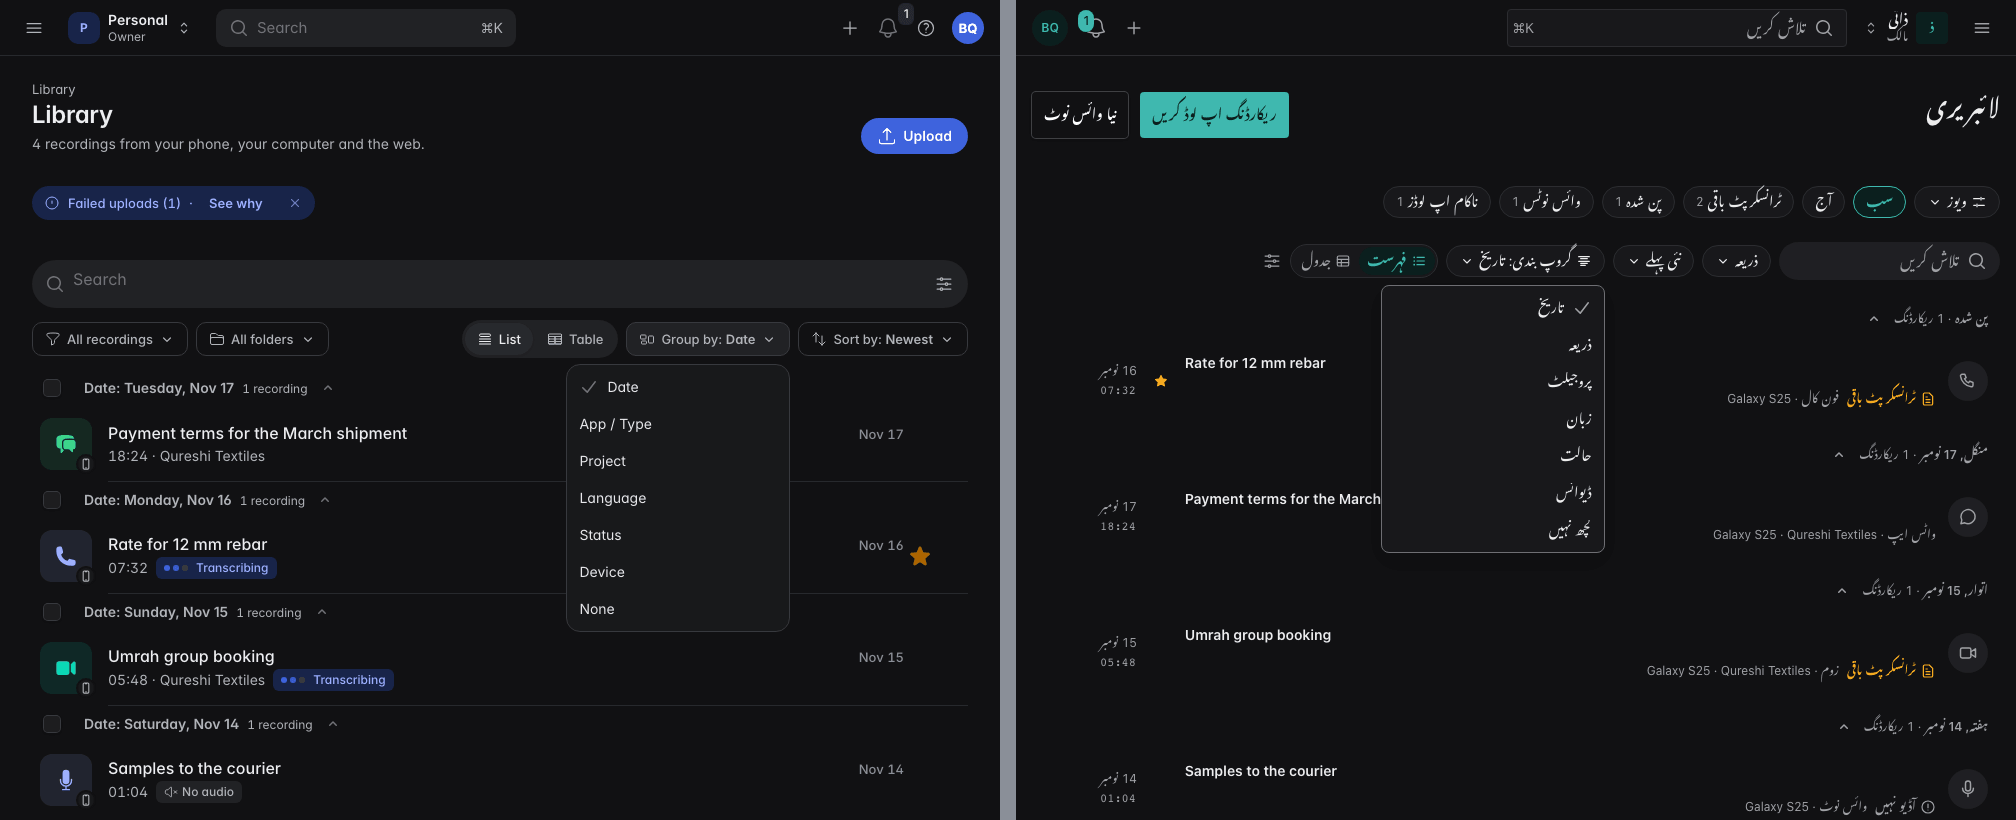 P
Personal
Owner
Search
⌘K
1
BQ
Library
Library
4 recordings from your phone, your computer and the web.
Upload
Failed uploads (1) · See why
Search
All recordings
All folders
List
Table
Group by: Date
Sort by: Newest
Date
App / Type
Project
Language
Status
Device
None
Date: Tuesday, Nov 17 1 recording
Payment terms for the March shipment
18:24 · Qureshi Textiles
Nov 17
Date: Monday, Nov 16 1 recording
Rate for 12 mm rebar
07:32 Transcribing
Nov 16
Date: Sunday, Nov 15 1 recording
Umrah group booking
05:48 · Qureshi Textiles Transcribing
Nov 15
Date: Saturday, Nov 14 1 recording
Samples to the courier
01:04 No audio
Nov 14
ذ
ذاتی
مالک
تلاش کریں
⌘K
1
BQ
لائبریری
ریکارڈنگ اپ لوڈ کریں
نیا وائس نوٹ
ویوز
سب
آج
ٹرانسکرپٹ باقی 2
پن شدہ 1
وائس نوٹس 1
ناکام اپ لوڈز 1
تلاش کریں
ذریعہ
نئی پہلے
گروپ بندی: تاریخ
فہرست
جدول
تاریخ
ذریعہ
پروجیکٹ
زبان
حالت
ڈیوائس
کچھ نہیں
پن شدہ · 1 ریکارڈنگ
Rate for 12 mm rebar
ٹرانسکرپٹ باقی فون کال · Galaxy S25
16 نومبر
07:32
منگل، 17 نومبر · 1 ریکارڈنگ
Payment terms for the March
واٹس ایپ · Galaxy S25 · Qureshi Textiles
17 نومبر
18:24
اتوار، 15 نومبر · 1 ریکارڈنگ
Umrah group booking
ٹرانسکرپٹ باقی زوم · Galaxy S25 · Qureshi Textiles
15 نومبر
05:48
ہفتہ، 14 نومبر · 1 ریکارڈنگ
Samples to the courier
آڈیو نہیں وائس نوٹ · Galaxy S25
14 نومبر
01:04